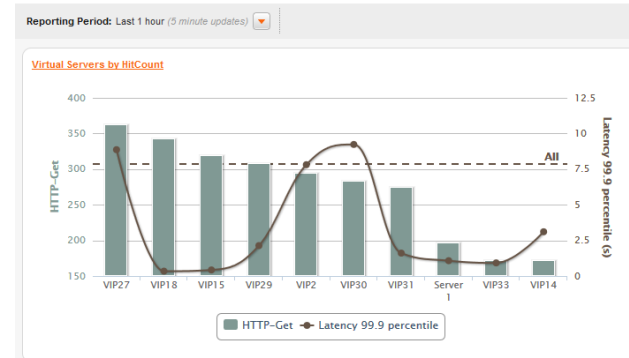 Reporting Period: Last 1 hour (5 minute updates)
Virtual Servers by HitCount
400
350
300
250
200
150
HTTP-Get
12.5
10
7.5
5
2.5
0
Latency 99.9 percentile (s)
All
VIP27 VIP18 VIP15 VIP29 VIP2 VIP30 VIP31 Server 1 VIP33 VIP14
HTTP-Get Latency 99.9 percentile